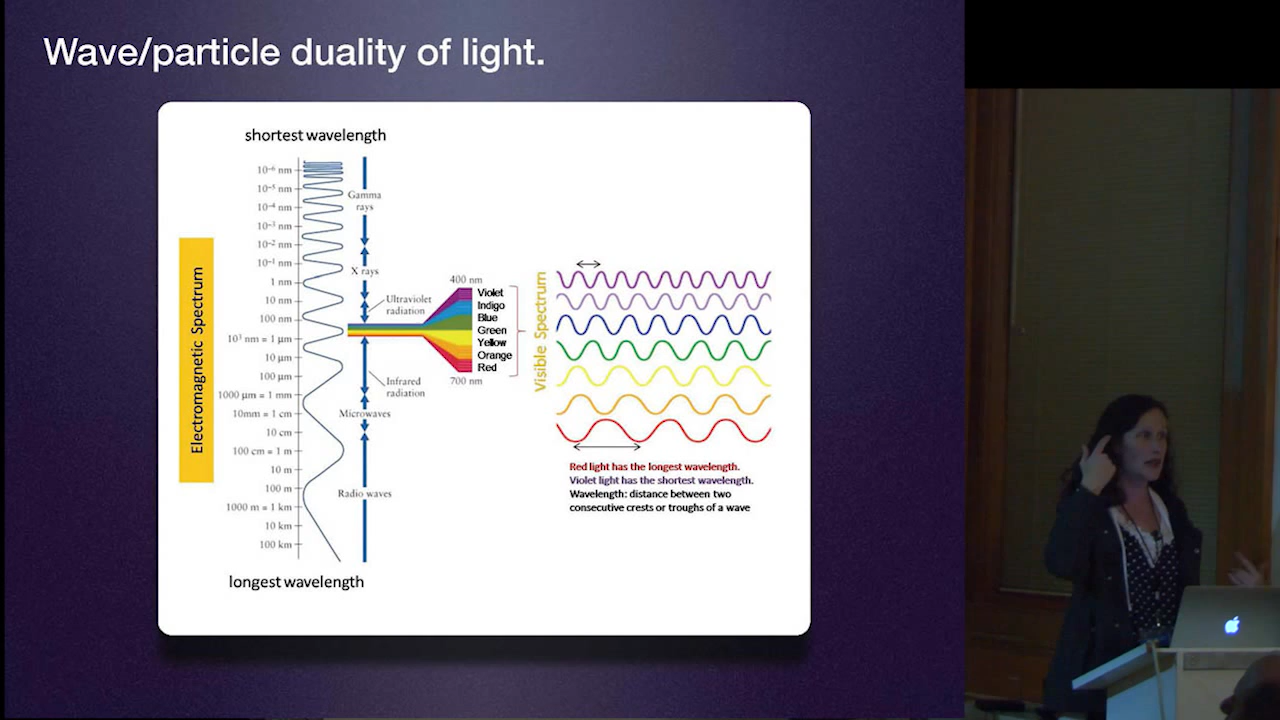 Wave/particle duality of light.
shortest wavelength
10⁻⁶ nm
10⁻⁵ nm
10⁻⁴ nm
10⁻³ nm
10⁻² nm
10⁻¹ nm
1 nm
10 nm
100 nm
10³ nm = 1 μm
10 μm
100 μm
1000 μm = 1 mm
10mm = 1 cm
10 cm
100 cm = 1 m
10 m
100 m
1000 m = 1 km
10 km
100 km
longest wavelength
Electromagnetic Spectrum
Gamma
rays
X rays
Ultraviolet
radiation
Infrared
radiation
Microwaves
Radio waves
400 nm
Violet
Indigo
Blue
Green
Yellow
Orange
Red
700 nm
Visible Spectrum
Red light has the longest wavelength.
Violet light has the shortest wavelength.
Wavelength: distance between two
consecutive crests or troughs of a wave